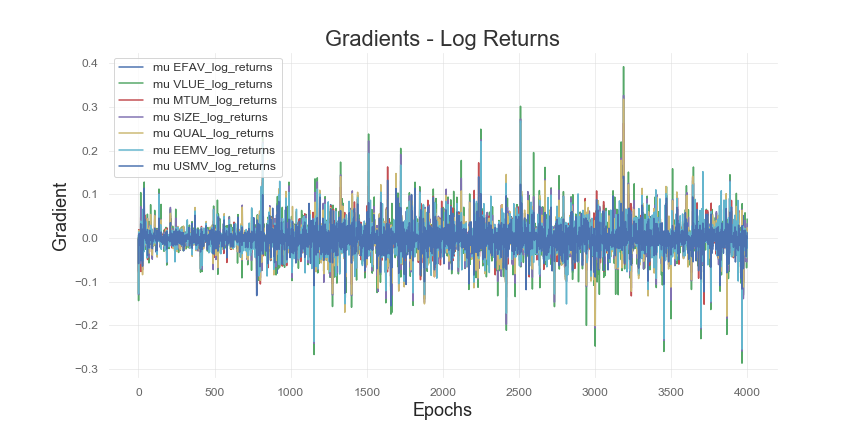 Gradients - Log Returns
0.4
0.3
0.2
0.1
0.0
−0.1
−0.2
−0.3
Gradient
mu EFAV_log_returns
mu VLUE_log_returns
mu MTUM_log_returns
mu SIZE_log_returns
mu QUAL_log_returns
mu EEMV_log_returns
mu USMV_log_returns
0 500 1000 1500 2000 2500 3000 3500 4000
Epochs